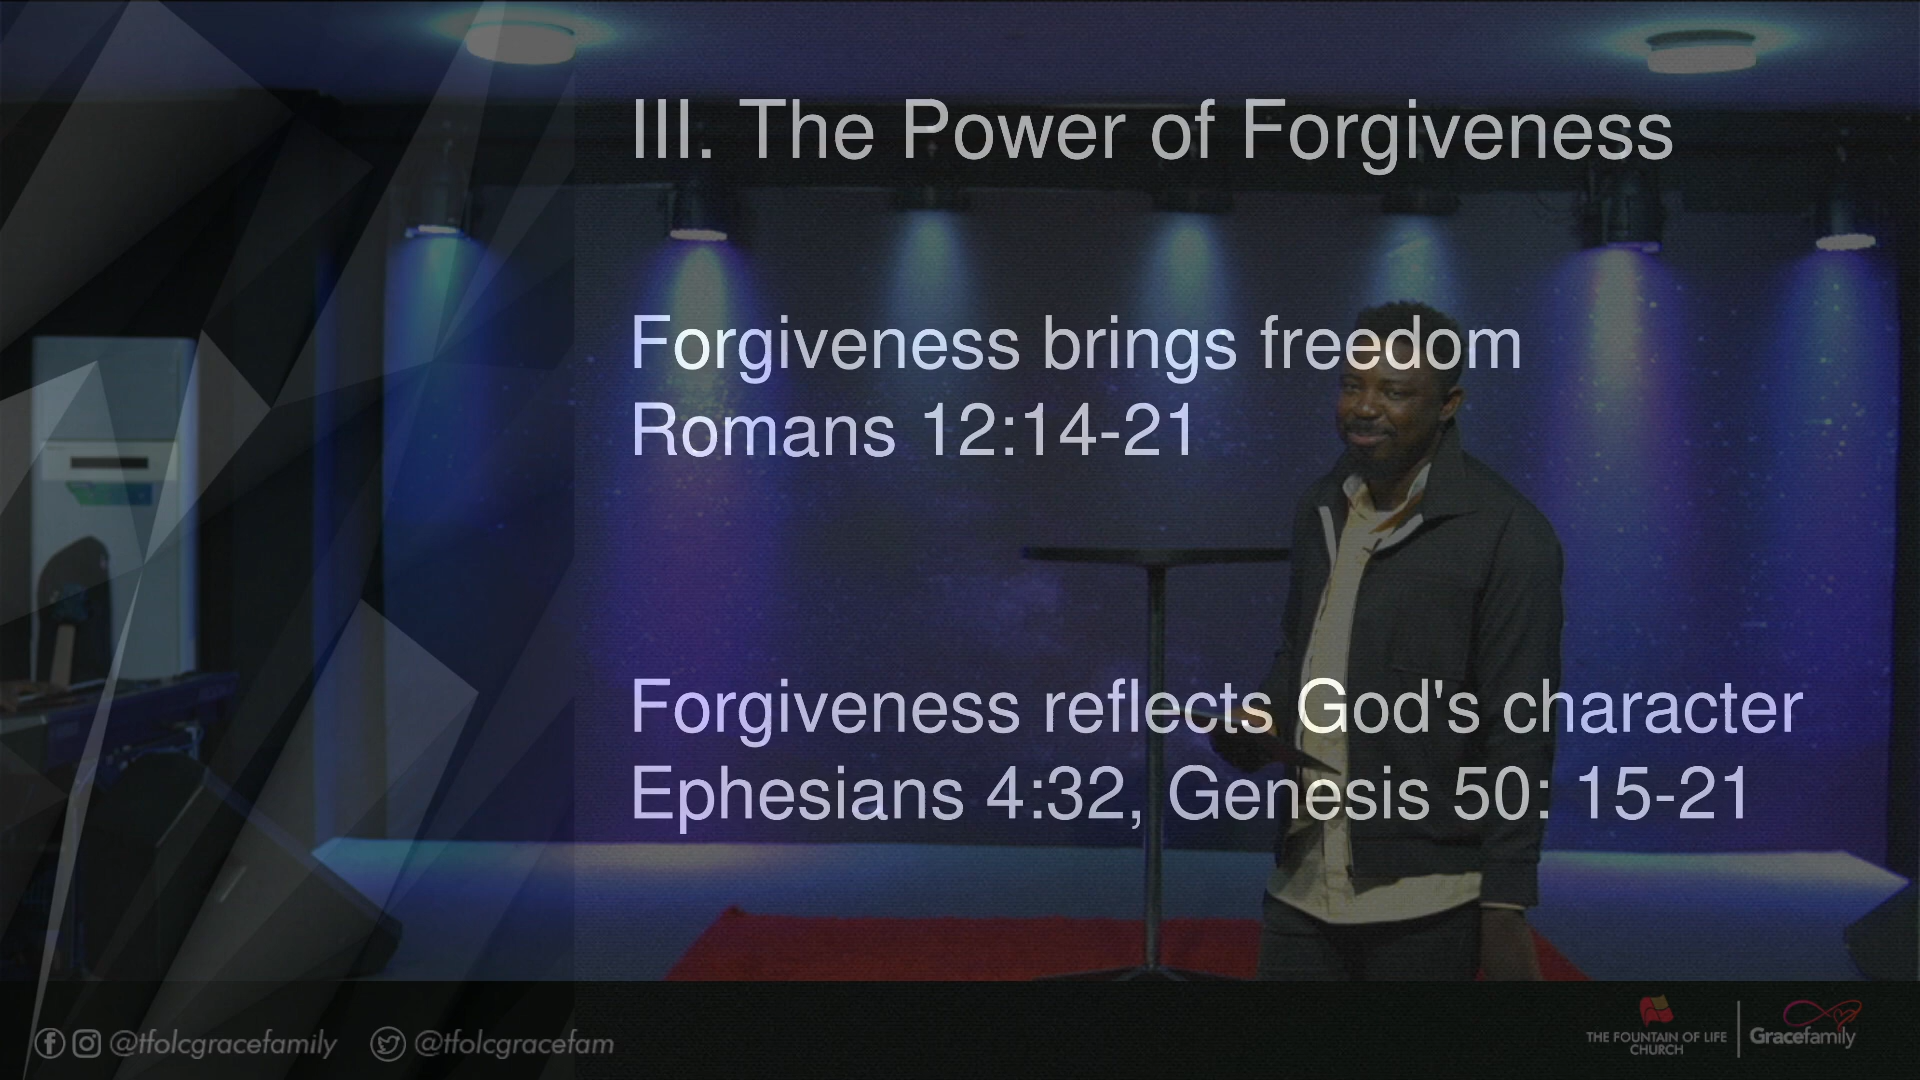 III. The Power of Forgiveness
Forgiveness brings freedom
Romans 12:14-21
Forgiveness reflects God's character
Ephesians 4:32, Genesis 50: 15-21
@tfolcgracefamily @tfolcgracefam
THE FOUNTAIN OF LIFE
CHURCH
Gracefamily